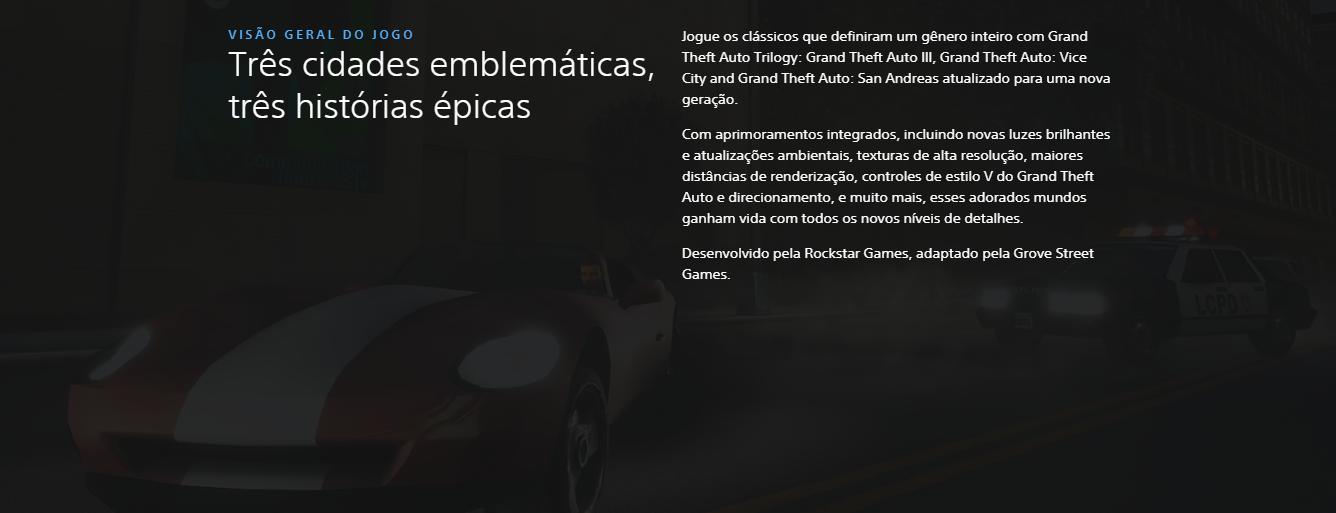 VISÃO GERAL DO JOGO
Três cidades emblemáticas,
três histórias épicas
Jogue os clássicos que definiram um gênero inteiro com Grand
Theft Auto Trilogy: Grand Theft Auto III, Grand Theft Auto: Vice
City and Grand Theft Auto: San Andreas atualizado para uma nova
geração.
Com aprimoramentos integrados, incluindo novas luzes brilhantes
e atualizações ambientais, texturas de alta resolução, maiores
distâncias de renderização, controles de estilo V do Grand Theft
Auto e direcionamento, e muito mais, esses adorados mundos
ganham vida com todos os novos níveis de detalhes.
Desenvolvido pela Rockstar Games, adaptado pela Grove Street
Games.
LCPD